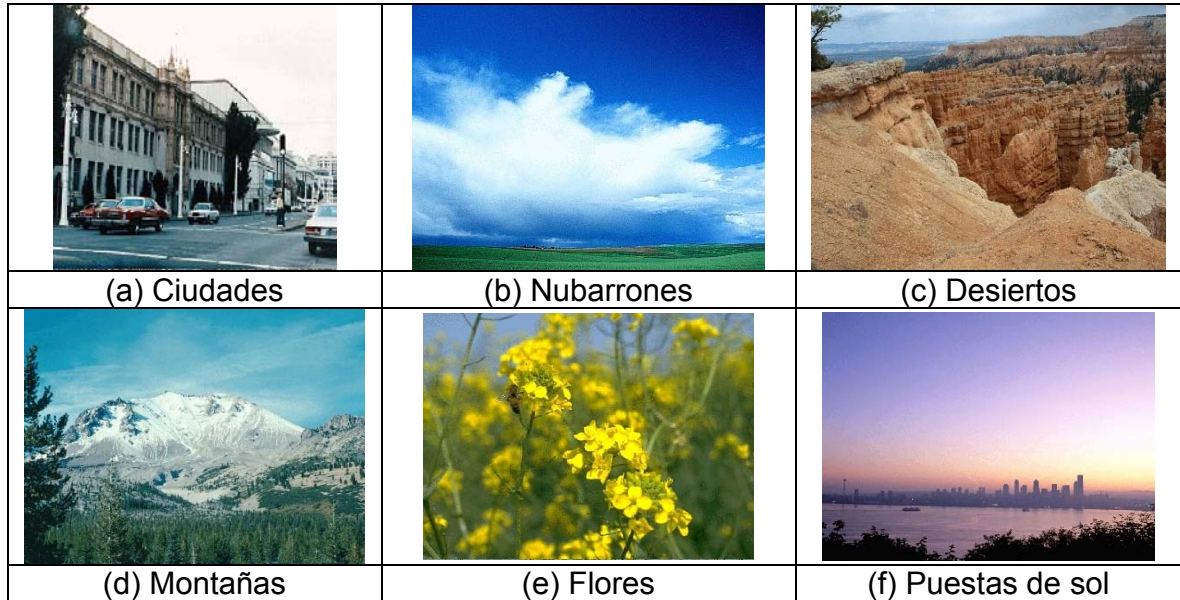 (a) Ciudades
(b) Nubarrones
(c) Desiertos
(d) Montañas
(e) Flores
(f) Puestas de sol